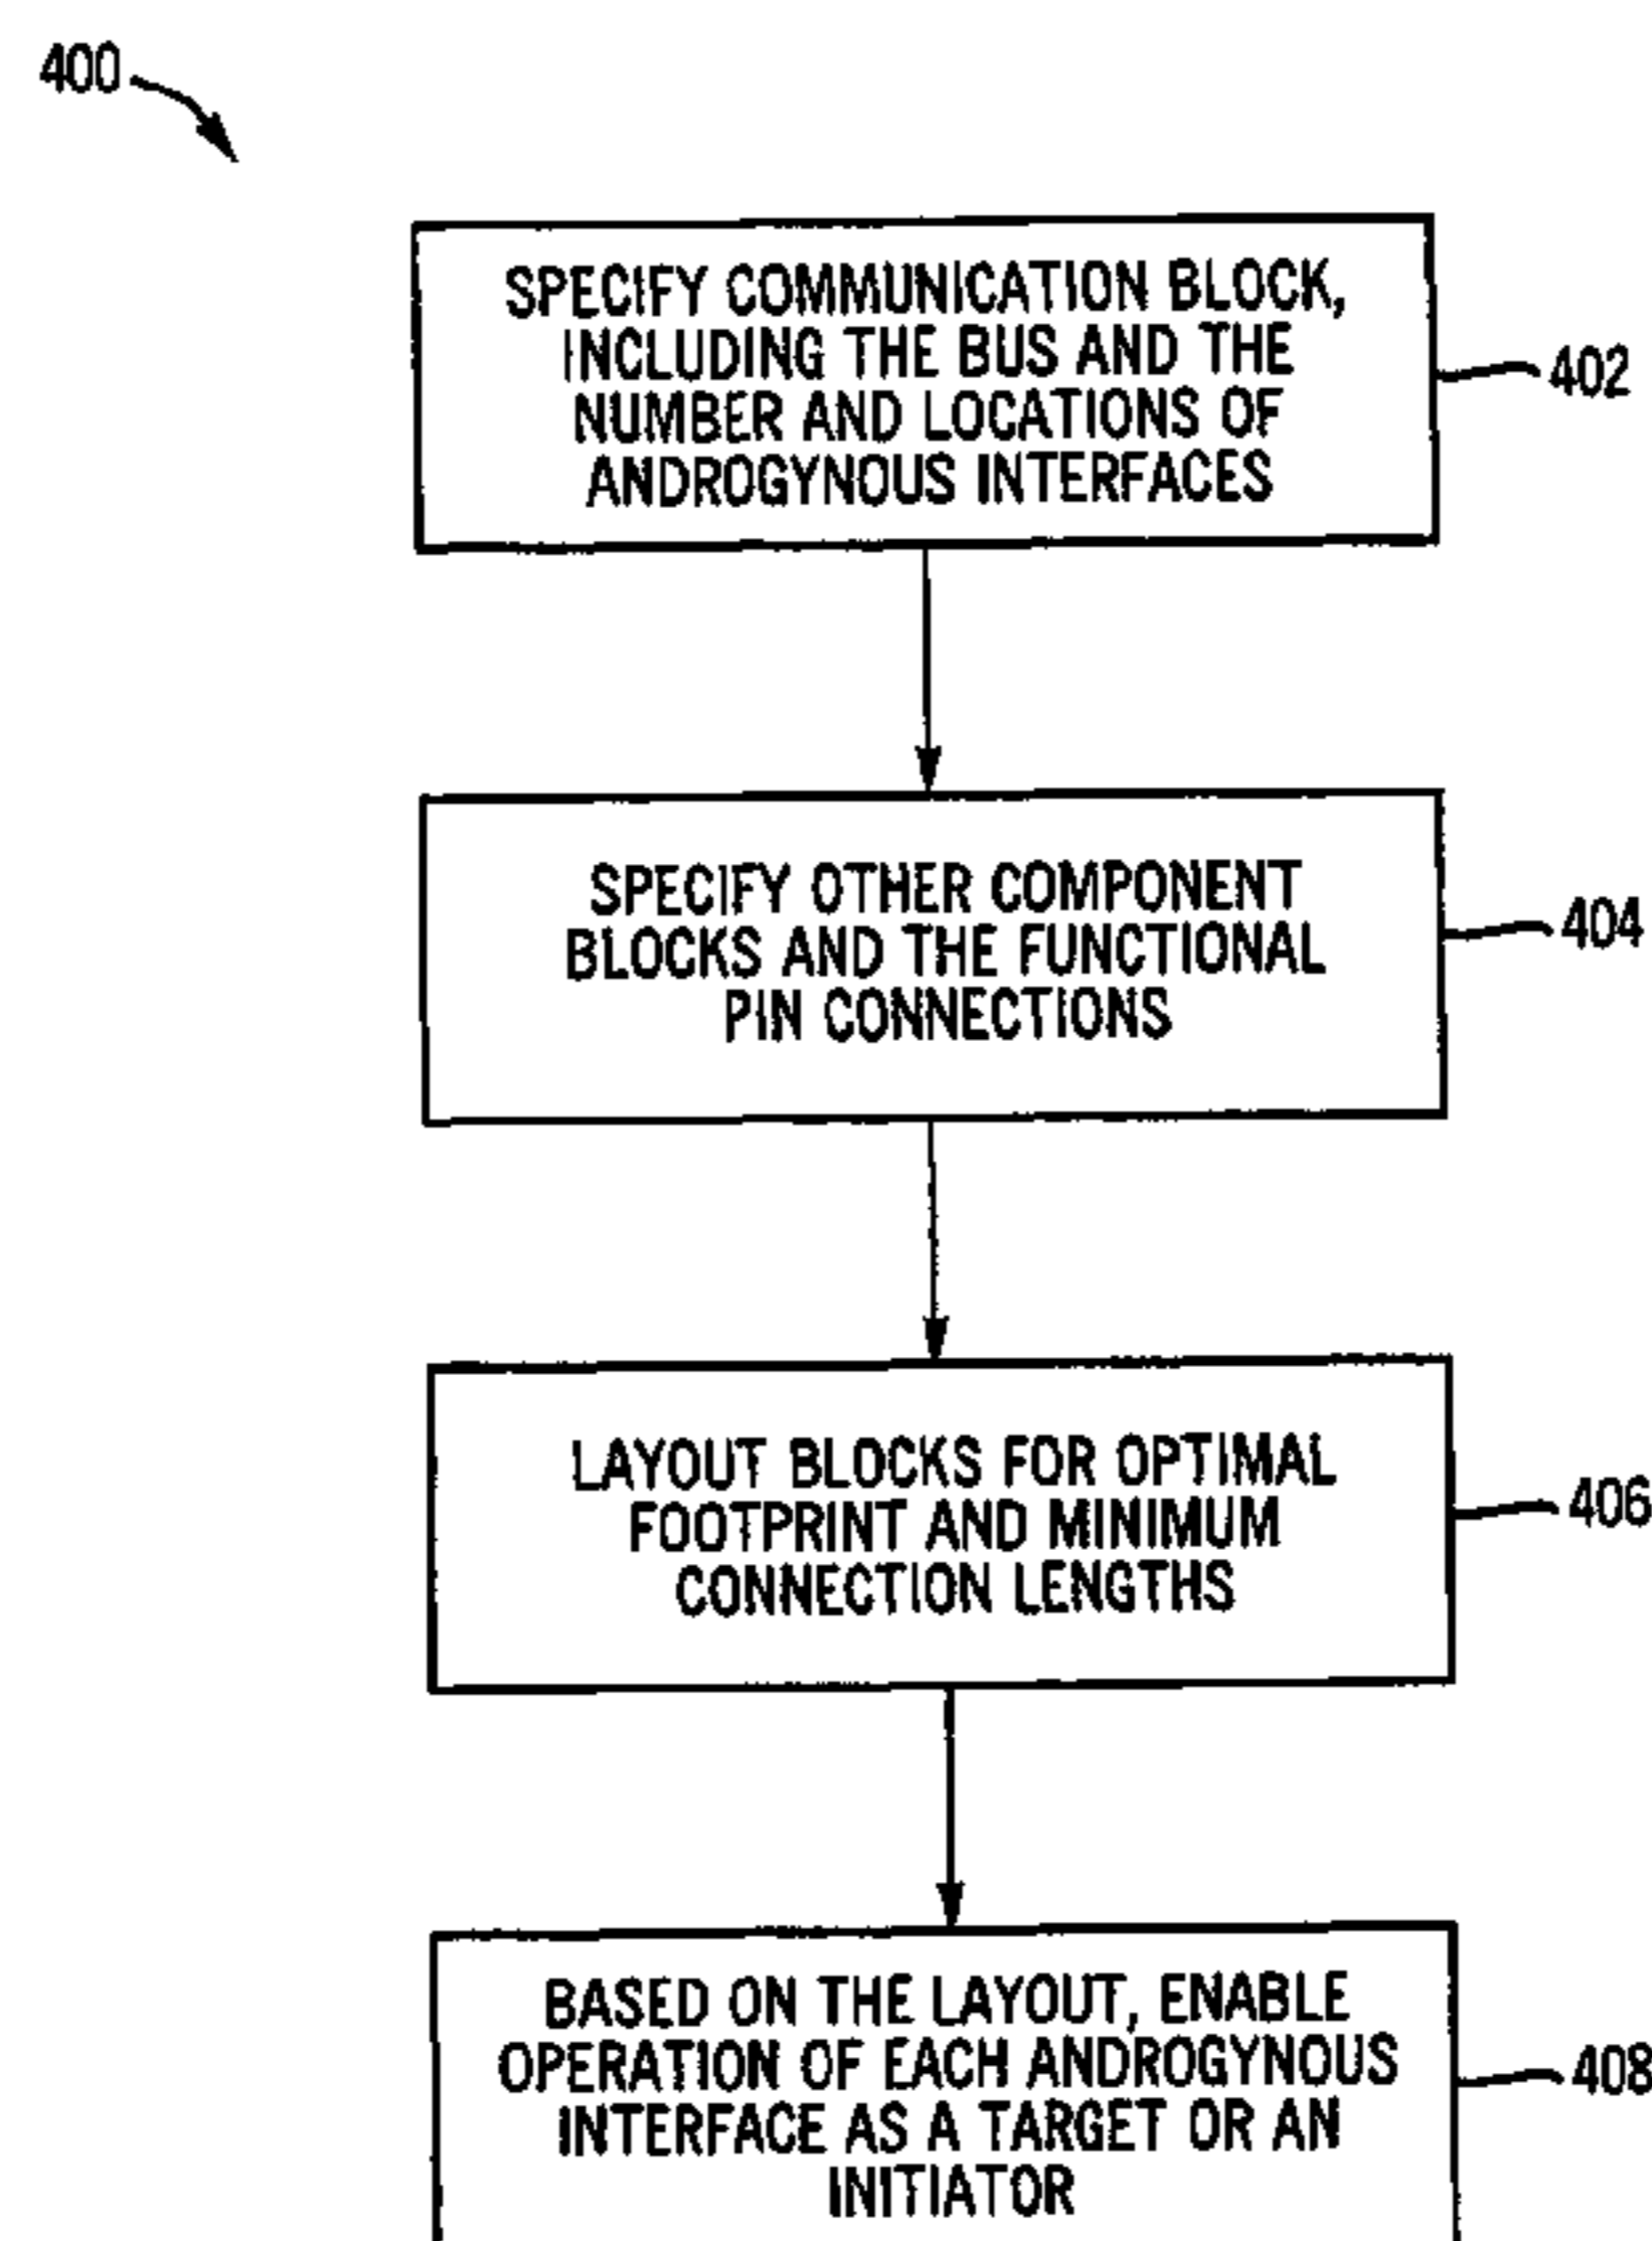 400
SPECIFY COMMUNICATION BLOCK,
INCLUDING THE BUS AND THE
NUMBER AND LOCATIONS OF
ANDROGYNOUS INTERFACES
402
SPECIFY OTHER COMPONENT
BLOCKS AND THE FUNCTIONAL
PIN CONNECTIONS
404
LAYOUT BLOCKS FOR OPTIMAL
FOOTPRINT AND MINIMUM
CONNECTION LENGTHS
406
BASED ON THE LAYOUT, ENABLE
OPERATION OF EACH ANDROGYNOUS
INTERFACE AS A TARGET OR AN
INITIATOR
408